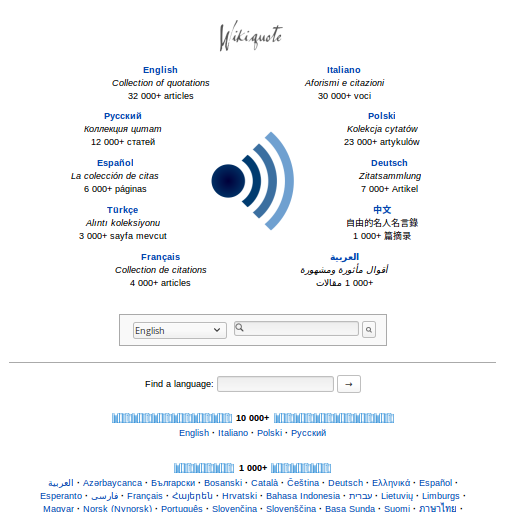 Wikiquote
English
Collection of quotations
32 000+ articles
Italiano
Aforismi e citazioni
30 000+ voci
Русский
Коллекция цитат
12 000+ статей
Polski
Kolekcja cytatów
23 000+ artykulów
Español
La colección de citas
6 000+ páginas
Deutsch
Zitatsammlung
7 000+ Artikel
Türkçe
Alıntı koleksiyonu
3 000+ sayfa mevcut
中文
自由的名人名言錄
1 000+ 篇摘录
Français
Collection de citations
4 000+ articles
العربية
أقوال مأثورة ومشهورة
1 000+ مقالات
English
Find a language: →
10 000+
English · Italiano · Polski · Русский
1 000+
العربية · Azərbaycanca · Български · Bosanski · Català · Čeština · Deutsch · Ελληνικά · Español ·
Esperanto · فارسی · Français · Հայերեն · Hrvatski · Bahasa Indonesia · עברית · Lietuvių · Limburgs ·
Magyar · Norsk (Nynorsk) · Português · Slovenčina · Slovenščina · Basa Sunda · Suomi · ภาษาไทย ·